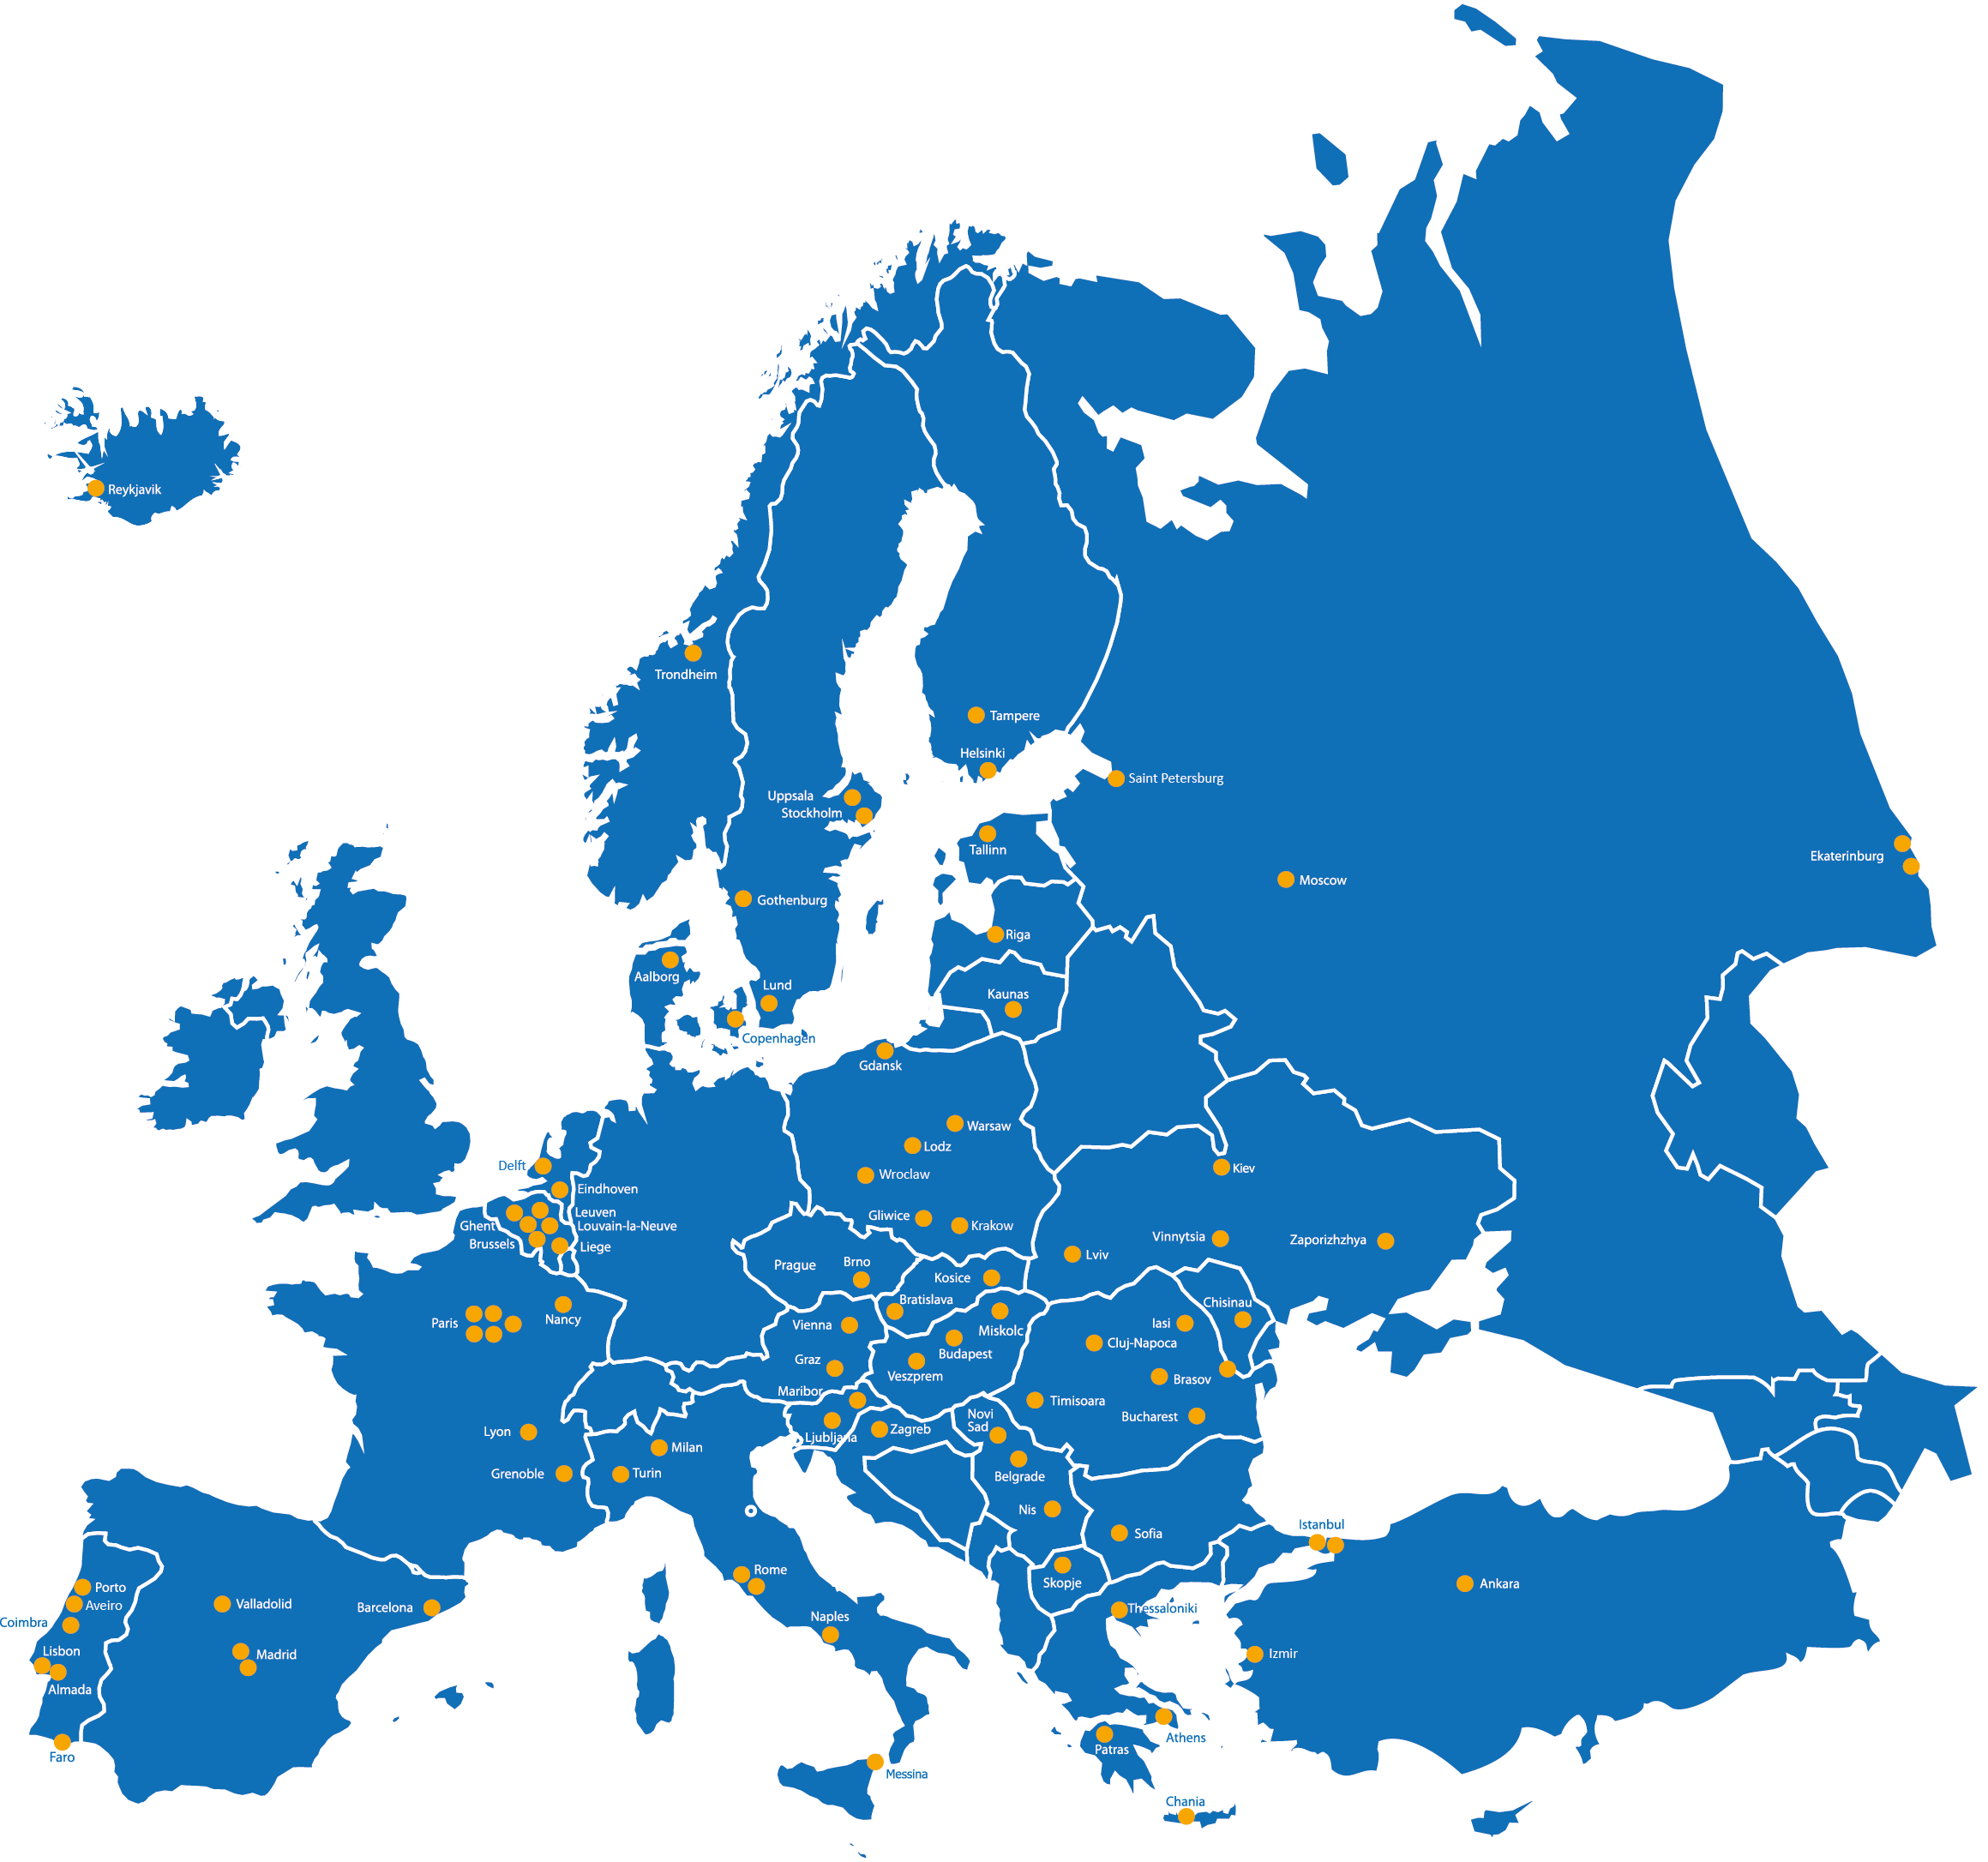 Reykjavik
Trondheim
Tampere
Helsinki
Saint Petersburg
Uppsala
Stockholm
Tallinn
Ekaterinburg
Moscow
Gothenburg
Riga
Aalborg
Lund
Kaunas
Copenhagen
Gdansk
Warsaw
Lodz
Delft
Wroclaw
Kiev
Eindhoven
Leuven
Gliwice
Ghent
Louvain-la-Neuve
Krakow
Vinnytsia
Zaporizhzhya
Brussels
Liege
Lviv
Prague
Brno
Kosice
Bratislava
Chisinau
Nancy
Paris
Vienna
Miskolc
Iasi
Cluj-Napoca
Budapest
Graz
Veszprem
Brasov
Maribor
Timisoara
Novi
Sad
Bucharest
Lyon
Ljubljana
Zagreb
Milan
Grenoble
Turin
Belgrade
Nis
Istanbul
Sofia
Rome
Skopje
Ankara
Porto
Aveiro
Valladolid
Barcelona
Thessaloniki
Naples
Coimbra
Lisbon
Madrid
Izmir
Almada
Athens
Patras
Faro
Messina
Chania